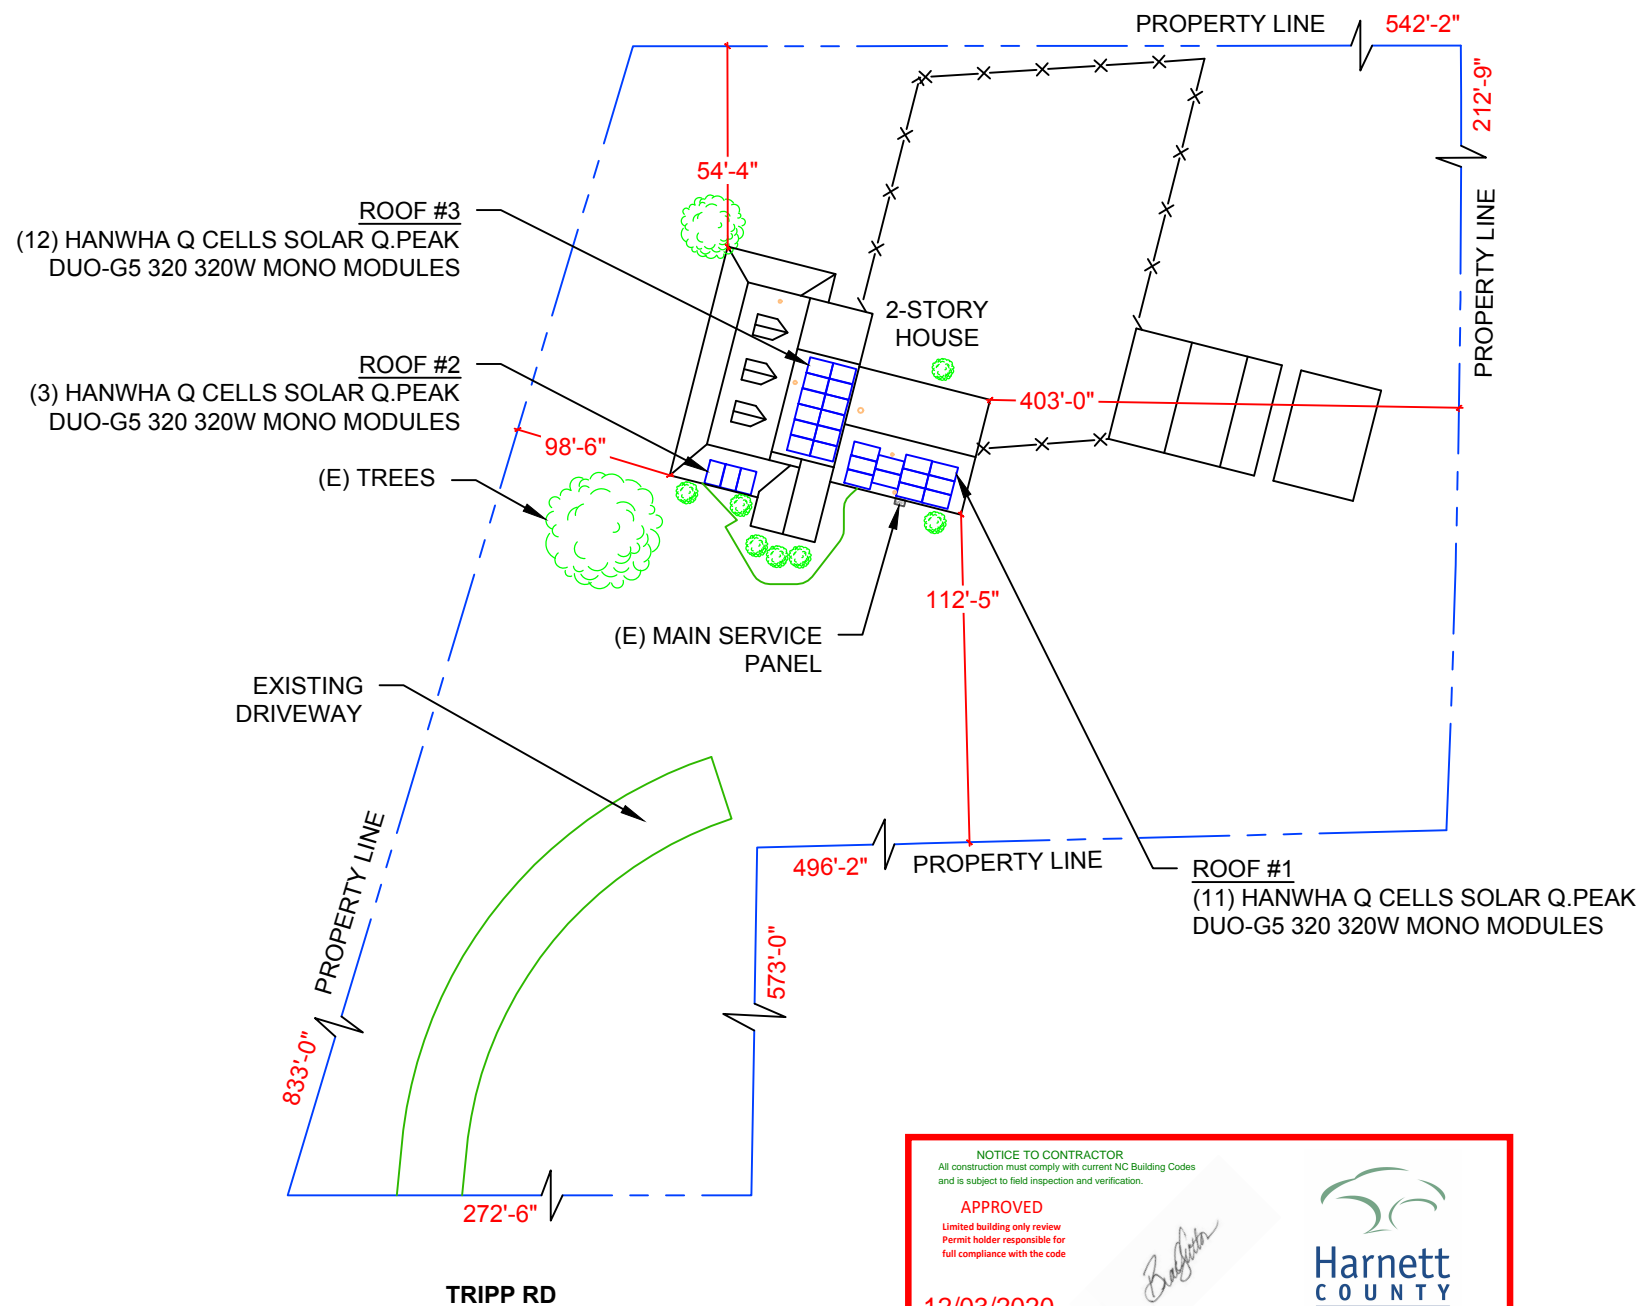 PROPERTY LINE
542'-2"
212'-9"
PROPERTY LINE
54'-4"
ROOF #3
(12) HANWHA Q CELLS SOLAR Q.PEAK
DUO-G5 320 320W MONO MODULES
2-STORY
HOUSE
ROOF #2
(3) HANWHA Q CELLS SOLAR Q.PEAK
DUO-G5 320 320W MONO MODULES
403'-0"
98'-6"
(E) TREES
112'-5"
(E) MAIN SERVICE
PANEL
EXISTING
DRIVEWAY
PROPERTY LINE
833'-0"
496'-2"
PROPERTY LINE
ROOF #1
(11) HANWHA Q CELLS SOLAR Q.PEAK
DUO-G5 320 320W MONO MODULES
573'-0"
272'-6"
TRIPP RD
NOTICE TO CONTRACTOR
All construction must comply with current NC Building Codes
and is subject to field inspection and verification.
APPROVED
Limited building only review
Permit holder responsible for
full compliance with the code
12/03/2020
Harnett
COUNTY